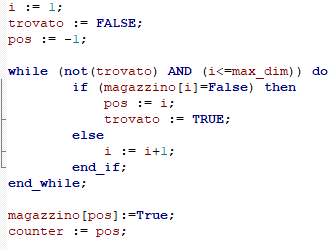 i := 1;
trovato := FALSE;
pos := -1;
while (not(trovato) AND (i<=max_dim)) do
if (magazzino[i]=False) then
pos := i;
trovato := TRUE;
else
i := i+1;
end_if;
end_while;
magazzino[pos]:=True;
counter := pos;